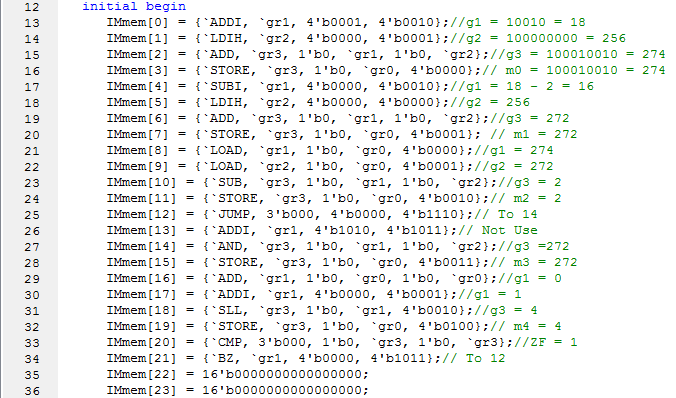 12 initial begin
13 IMmem[0] = {`ADDI, `gr1, 4'b0001, 4'b0010};//g1 = 10010 = 18
14 IMmem[1] = {`LDIH, `gr2, 4'b0000, 4'b0001};//g2 = 100000000 = 256
15 IMmem[2] = {`ADD, `gr3, 1'b0, `gr1, 1'b0, `gr2};//g3 = 100010010 = 274
16 IMmem[3] = {`STORE, `gr3, 1'b0, `gr0, 4'b0000};// m0 = 100010010 = 274
17 IMmem[4] = {`SUBI, `gr1, 4'b0000, 4'b0010};//g1 = 18 - 2 = 16
18 IMmem[5] = {`LDIH, `gr2, 4'b0000, 4'b0000};//g2 = 256
19 IMmem[6] = {`ADD, `gr3, 1'b0, `gr1, 1'b0, `gr2};//g3 = 272
20 IMmem[7] = {`STORE, `gr3, 1'b0, `gr0, 4'b0001}; // m1 = 272
21 IMmem[8] = {`LOAD, `gr1, 1'b0, `gr0, 4'b0000};//g1 = 274
22 IMmem[9] = {`LOAD, `gr2, 1'b0, `gr0, 4'b0001};//g2 = 272
23 IMmem[10] = {`SUB, `gr3, 1'b0, `gr1, 1'b0, `gr2};//g3 = 2
24 IMmem[11] = {`STORE, `gr3, 1'b0, `gr0, 4'b0010};// m2 = 2
25 IMmem[12] = {`JUMP, 3'b000, 4'b0000, 4'b1110};// To 14
26 IMmem[13] = {`ADDI, `gr1, 4'b1010, 4'b1011};// Not Use
27 IMmem[14] = {`AND, `gr3, 1'b0, `gr1, 1'b0, `gr2};//g3 =272
28 IMmem[15] = {`STORE, `gr3, 1'b0, `gr0, 4'b0011};// m3 = 272
29 IMmem[16] = {`ADD, `gr1, 1'b0, `gr0, 1'b0, `gr0};//g1 = 0
30 IMmem[17] = {`ADDI, `gr1, 4'b0000, 4'b0001};//g1 = 1
31 IMmem[18] = {`SLL, `gr3, 1'b0, `gr1, 4'b0010};//g3 = 4
32 IMmem[19] = {`STORE, `gr3, 1'b0, `gr0, 4'b0100};// m4 = 4
33 IMmem[20] = {`CMP, 3'b000, 1'b0, `gr3, 1'b0, `gr3};//ZF = 1
34 IMmem[21] = {`BZ, `gr1, 4'b0000, 4'b1011};// To 12
35 IMmem[22] = 16'b0000000000000000;
36 IMmem[23] = 16'b0000000000000000;